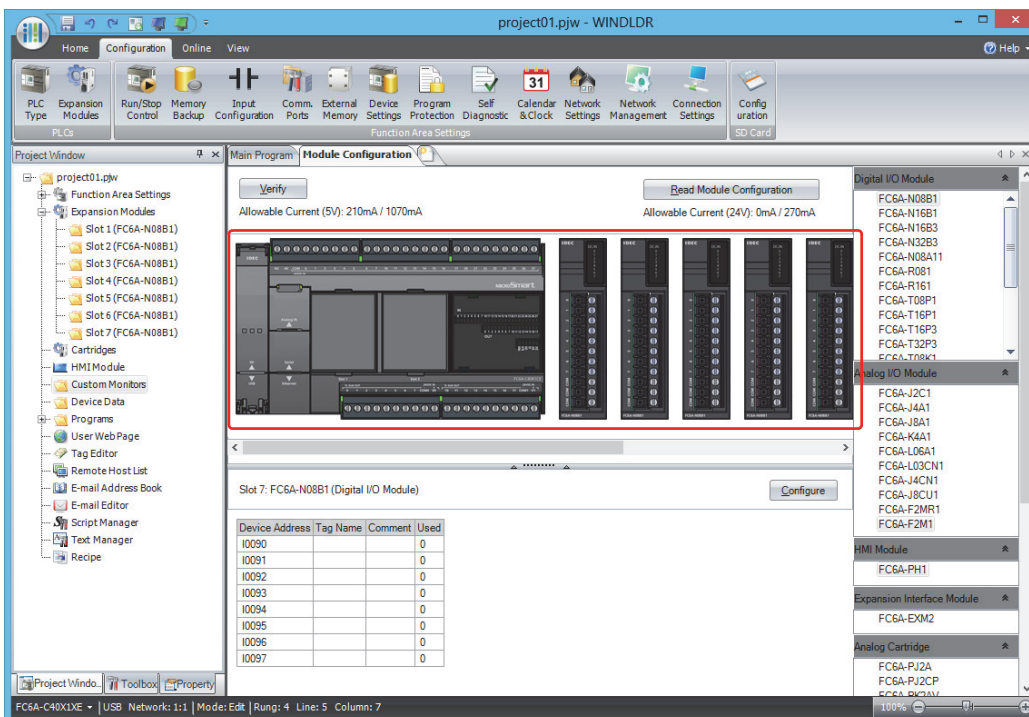 project01.pjw - WINDLDR
Home Configuration Online View
Help
PLC Type
Expansion Modules
Run/Stop Control
Memory Backup
Input Configuration
Comm. Ports
External Memory
Device Settings
Program Protection
Self Diagnostic
31
Calendar & Clock
Network Settings
Network Management
Connection Settings
Configuration
PLCs
Function Area Settings
SD Card
Project Window
project01.pjw
Function Area Settings
Expansion Modules
Slot 1 (FC6A-N08B1)
Slot 2 (FC6A-N08B1)
Slot 3 (FC6A-N08B1)
Slot 4 (FC6A-N08B1)
Slot 5 (FC6A-N08B1)
Slot 6 (FC6A-N08B1)
Slot 7 (FC6A-N08B1)
Cartridges
HMI Module
Custom Monitors
Device Data
Programs
User Web Page
Tag Editor
Remote Host List
E-mail Address Book
E-mail Editor
Script Manager
Text Manager
Recipe
Project Windo... Toolbox Property
Main Program Module Configuration
Verify
Read Module Configuration
Allowable Current (5V): 210mA / 1070mA
Allowable Current (24V): 0mA / 270mA
Slot 7: FC6A-N08B1 (Digital I/O Module)
Configure
Device Address Tag Name Comment Used
I0090 0
I0091 0
I0092 0
I0093 0
I0094 0
I0095 0
I0096 0
I0097 0
Digital I/O Module
FC6A-N08B1
FC6A-N16B1
FC6A-N16B3
FC6A-N32B3
FC6A-N08A11
FC6A-R081
FC6A-R161
FC6A-T08P1
FC6A-T16P1
FC6A-T16P3
FC6A-T32P3
FC6A-T08K1
Analog I/O Module
FC6A-J2C1
FC6A-J4A1
FC6A-J8A1
FC6A-K4A1
FC6A-L06A1
FC6A-L03CN1
FC6A-J4CN1
FC6A-J8CU1
FC6A-F2MR1
FC6A-F2M1
HMI Module
FC6A-PH1
Expansion Interface Module
FC6A-EXM2
Analog Cartridge
FC6A-PJ2A
FC6A-PJ2CP
FC6A-PK2AV
FC6A-C40X1XE USB Network: 1:1 Mode: Edit Rung: 4 Line: 5 Column: 7
100%